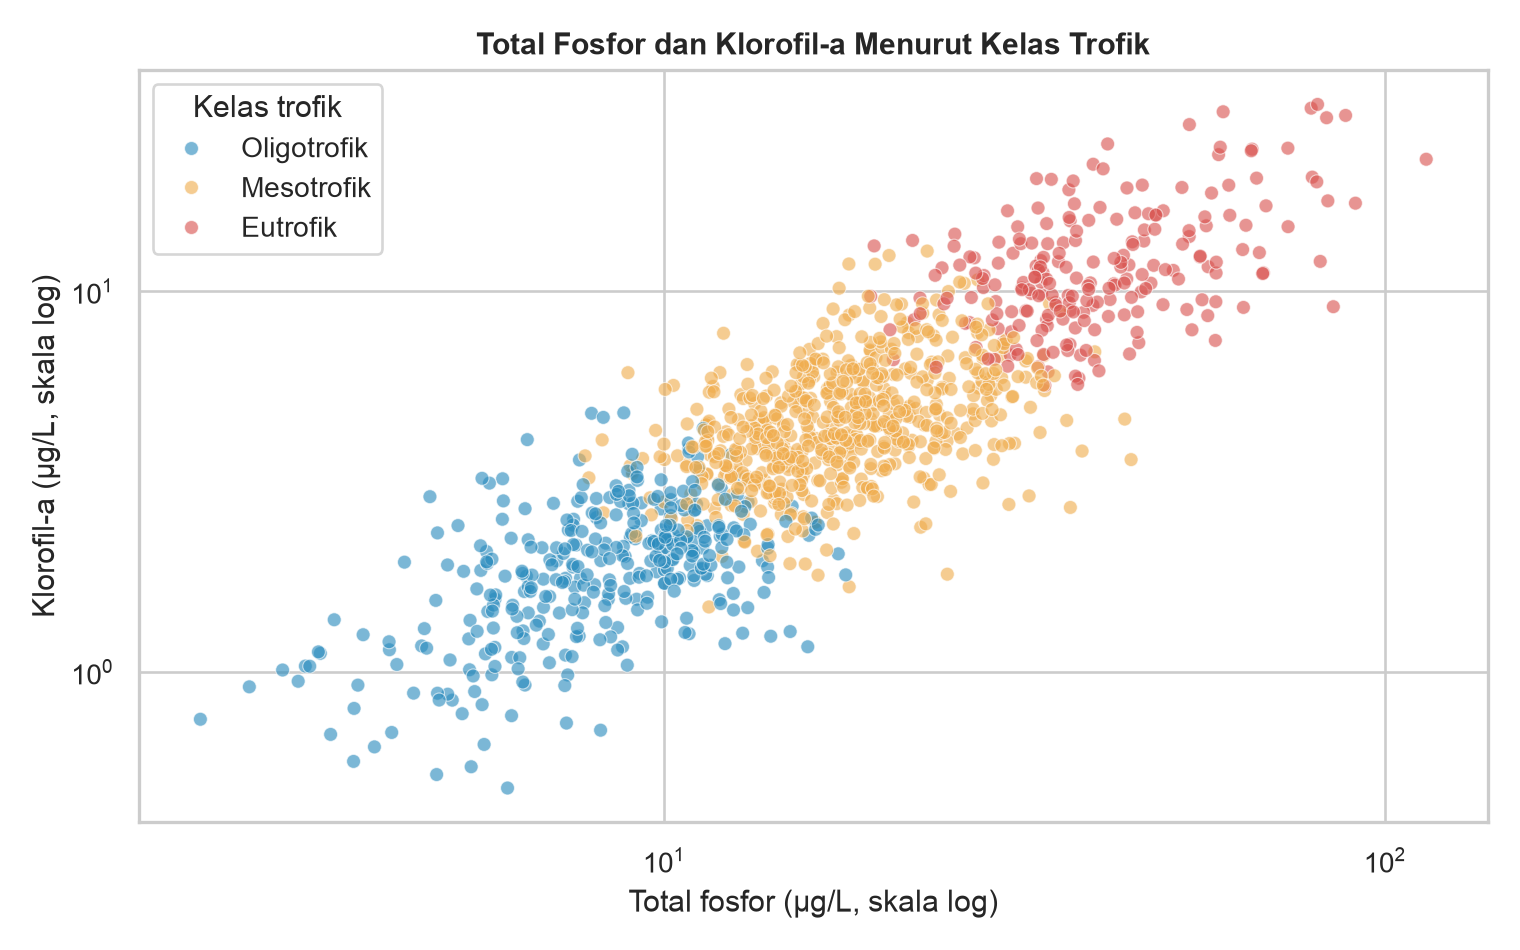 Total Fosfor dan Klorofil-a Menurut Kelas Trofik
Kelas trofik
Oligotrofik
Mesotrofik
Eutrofik
Klorofil-a (µg/L, skala log)
10¹
10⁰
10¹
10²
Total fosfor (µg/L, skala log)